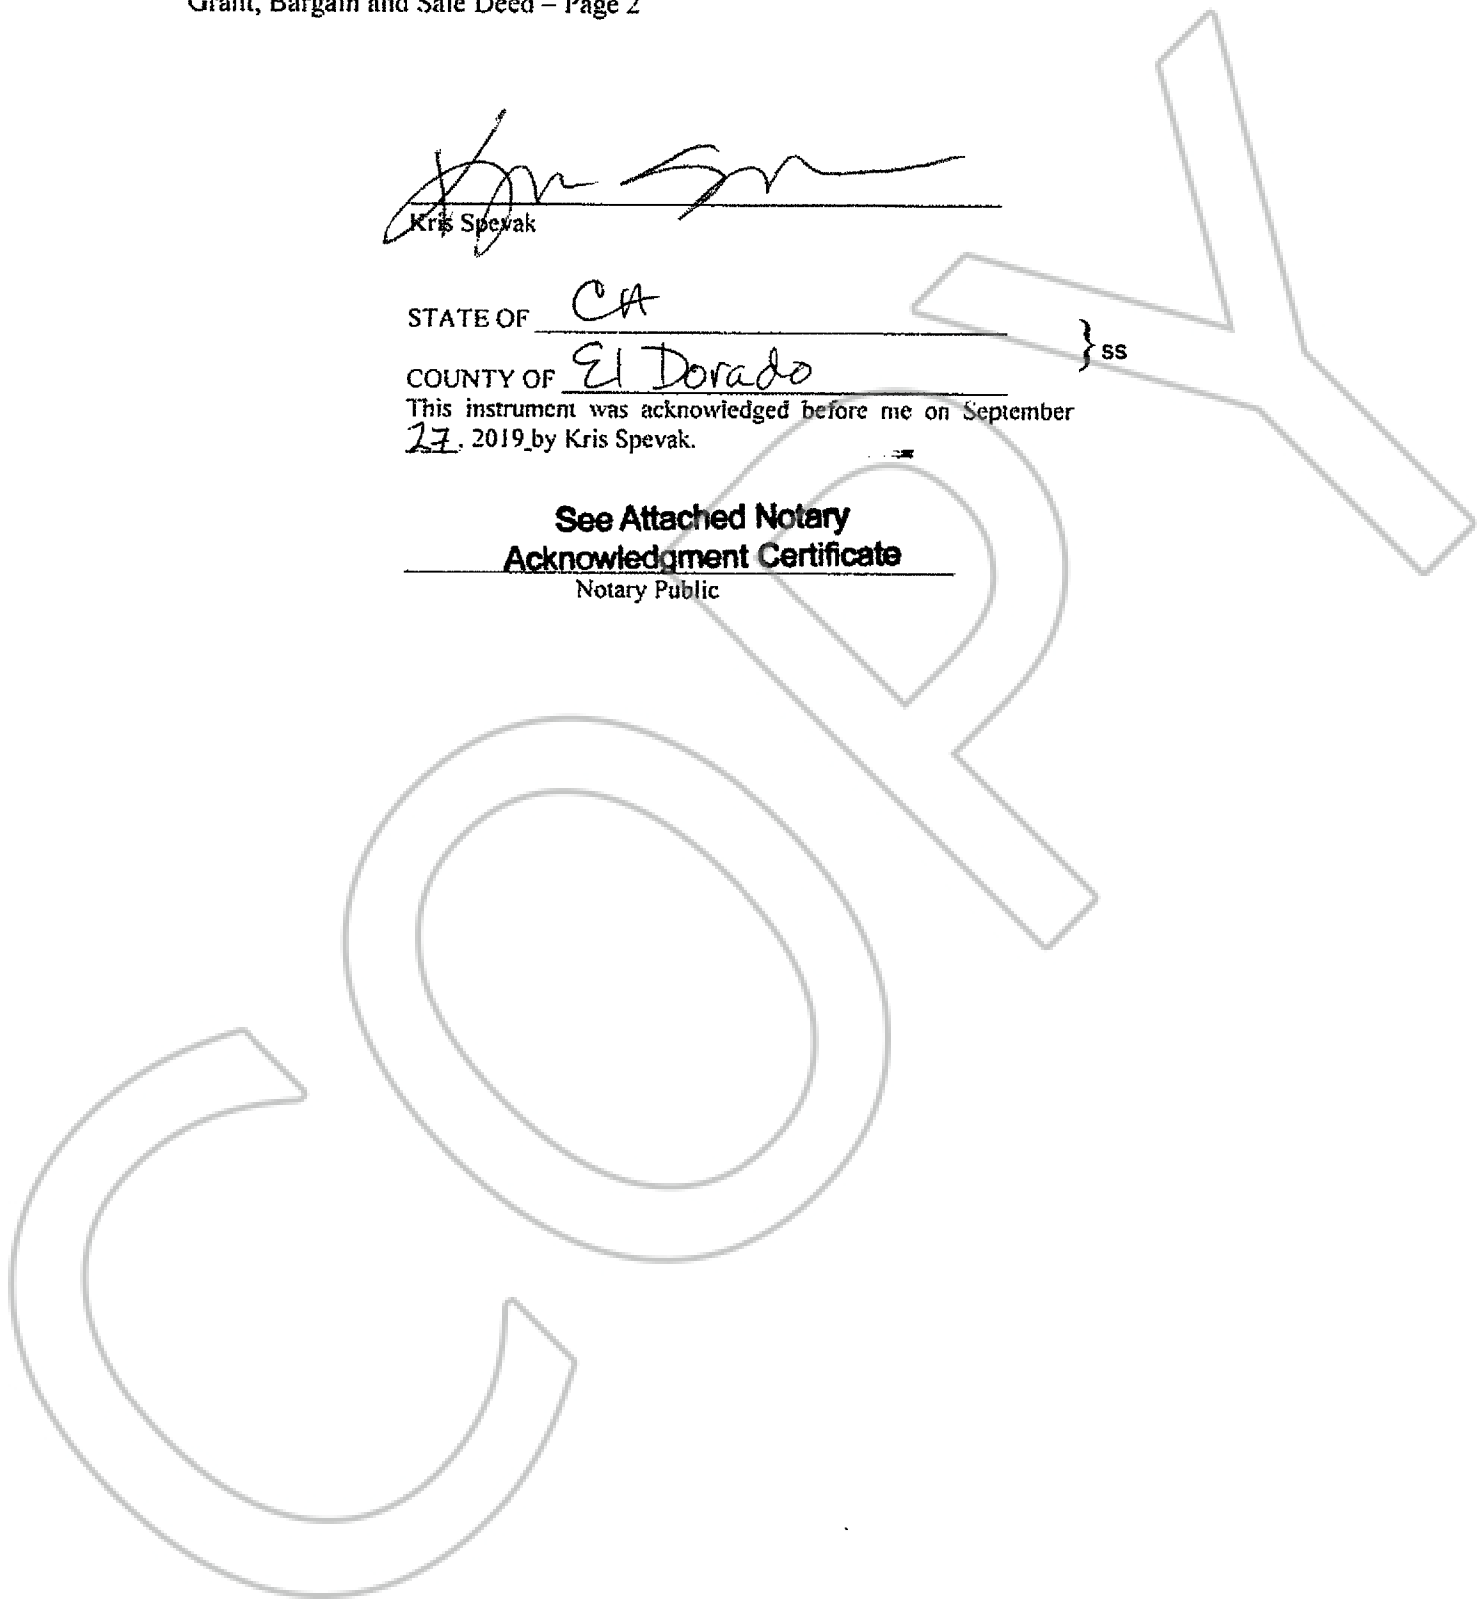 Grant, Bargain and Sale Deed – Page 2
Kris Spevak
STATE OF CA
COUNTY OF El Dorado
}ss
This instrument was acknowledged before me on September
27, 2019 by Kris Spevak.
See Attached Notary
Acknowledgment Certificate
Notary Public
COPY